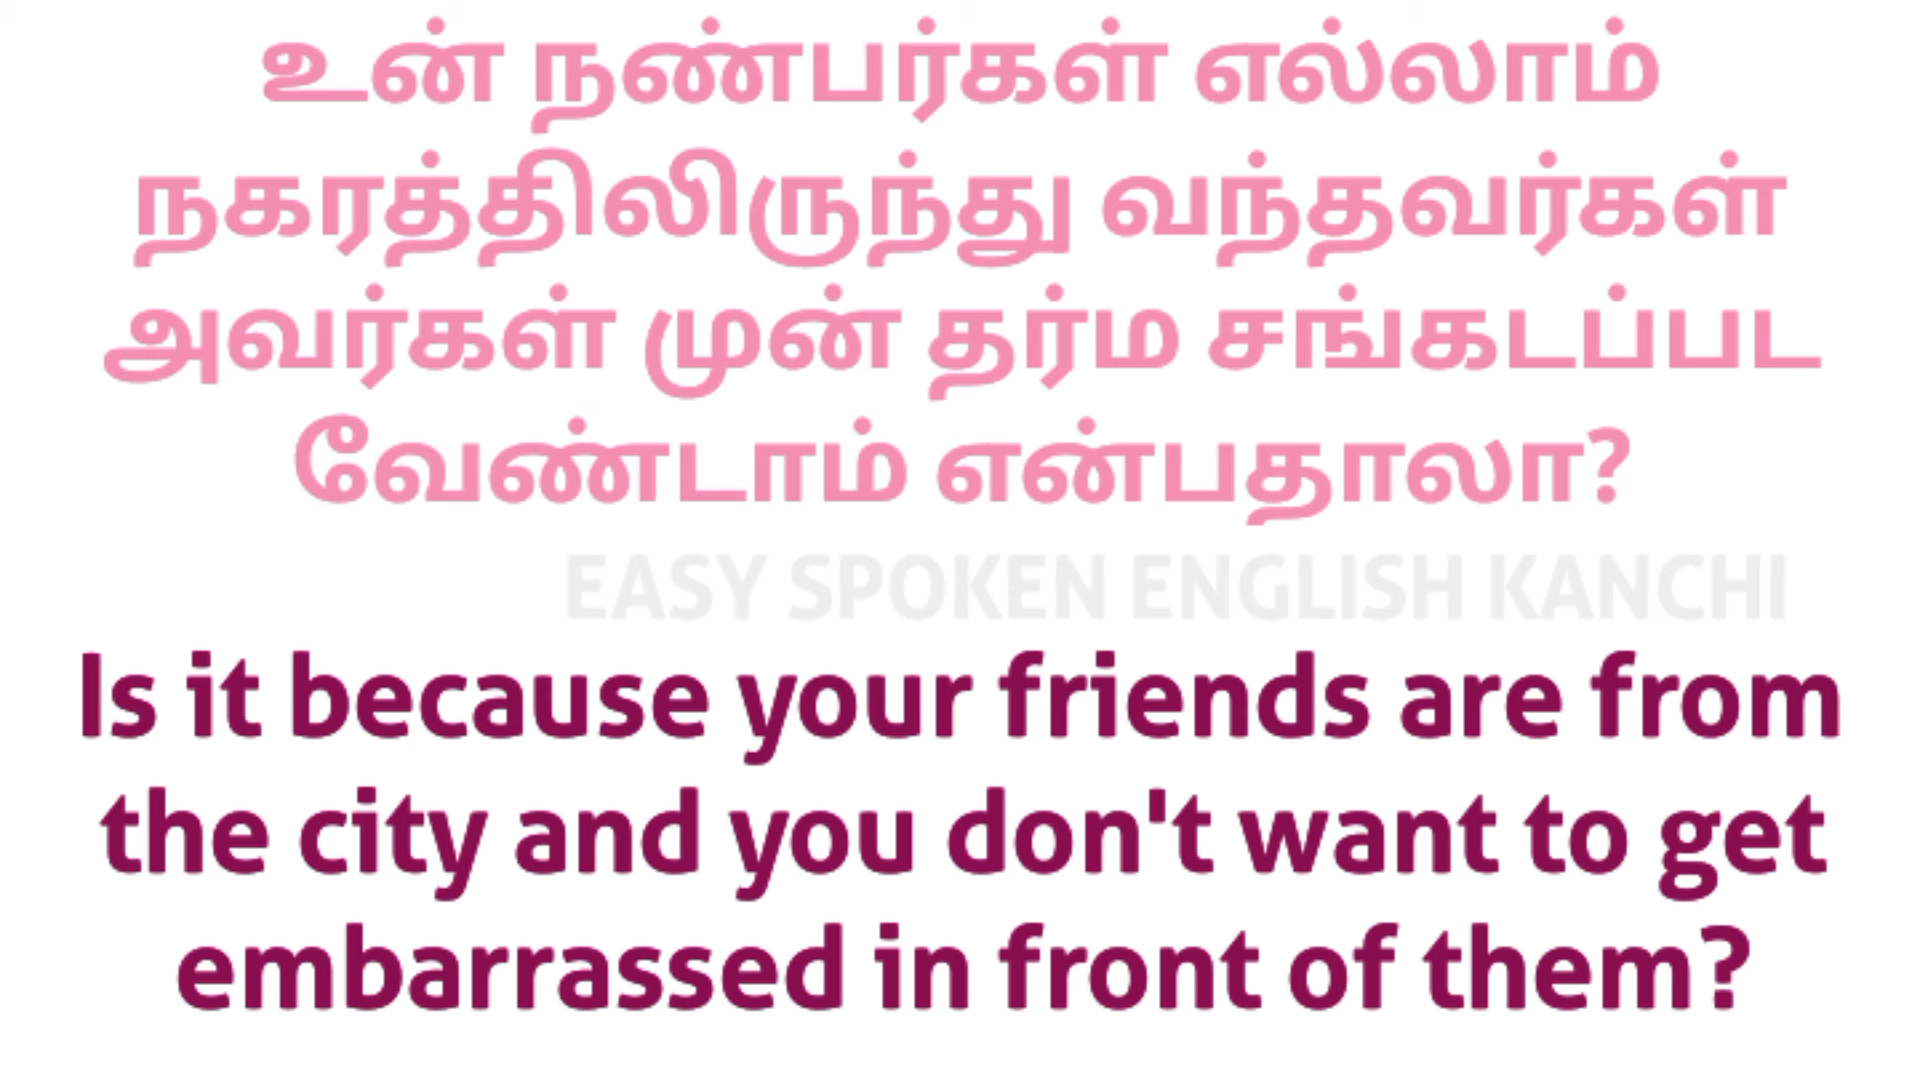 உன் நண்பர்கள் எல்லாம்
நகரத்திலிருந்து வந்தவர்கள்
அவர்கள் முன் தர்ம சங்கடப்பட
வேண்டாம் என்பதாலா?
EASY SPOKEN ENGLISH KANCHI
Is it because your friends are from
the city and you don't want to get
embarrassed in front of them?